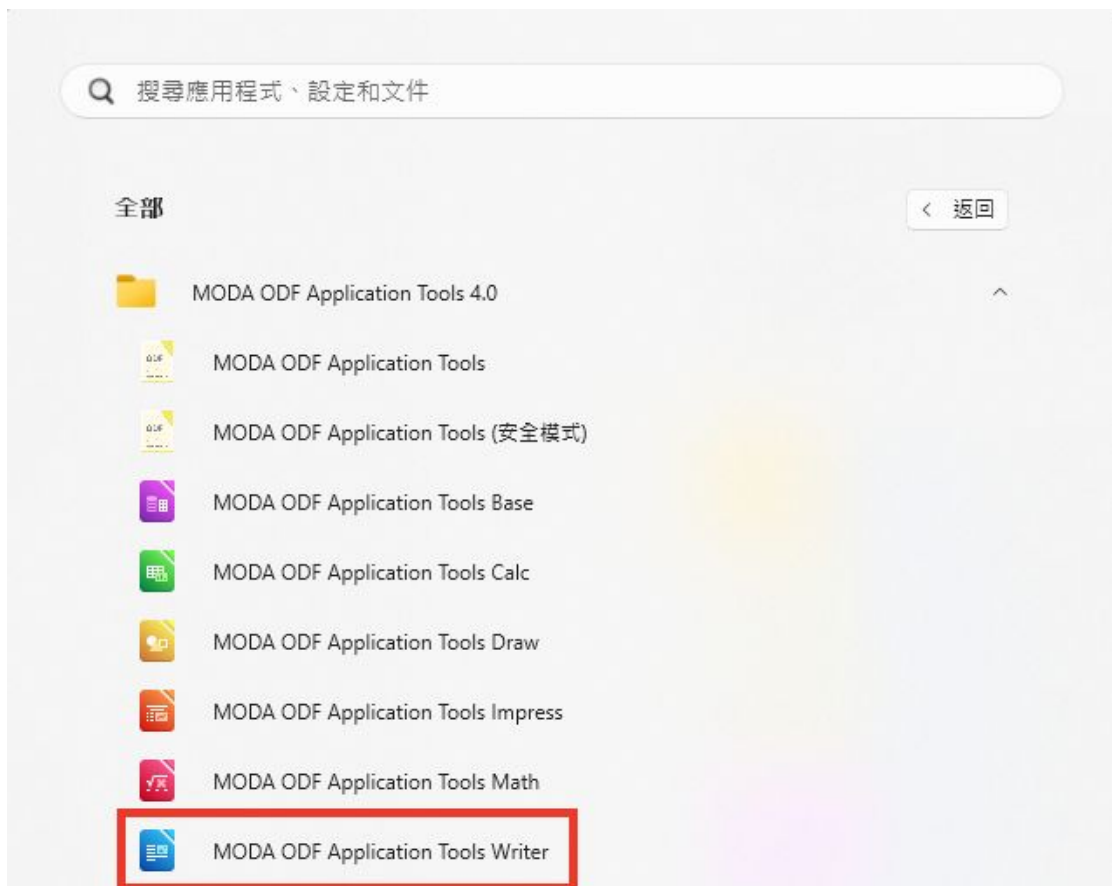 搜尋應用程式、設定和文件
全部
返回
MODA ODF Application Tools 4.0
MODA ODF Application Tools
MODA ODF Application Tools (安全模式)
MODA ODF Application Tools Base
MODA ODF Application Tools Calc
MODA ODF Application Tools Draw
MODA ODF Application Tools Impress
MODA ODF Application Tools Math
MODA ODF Application Tools Writer